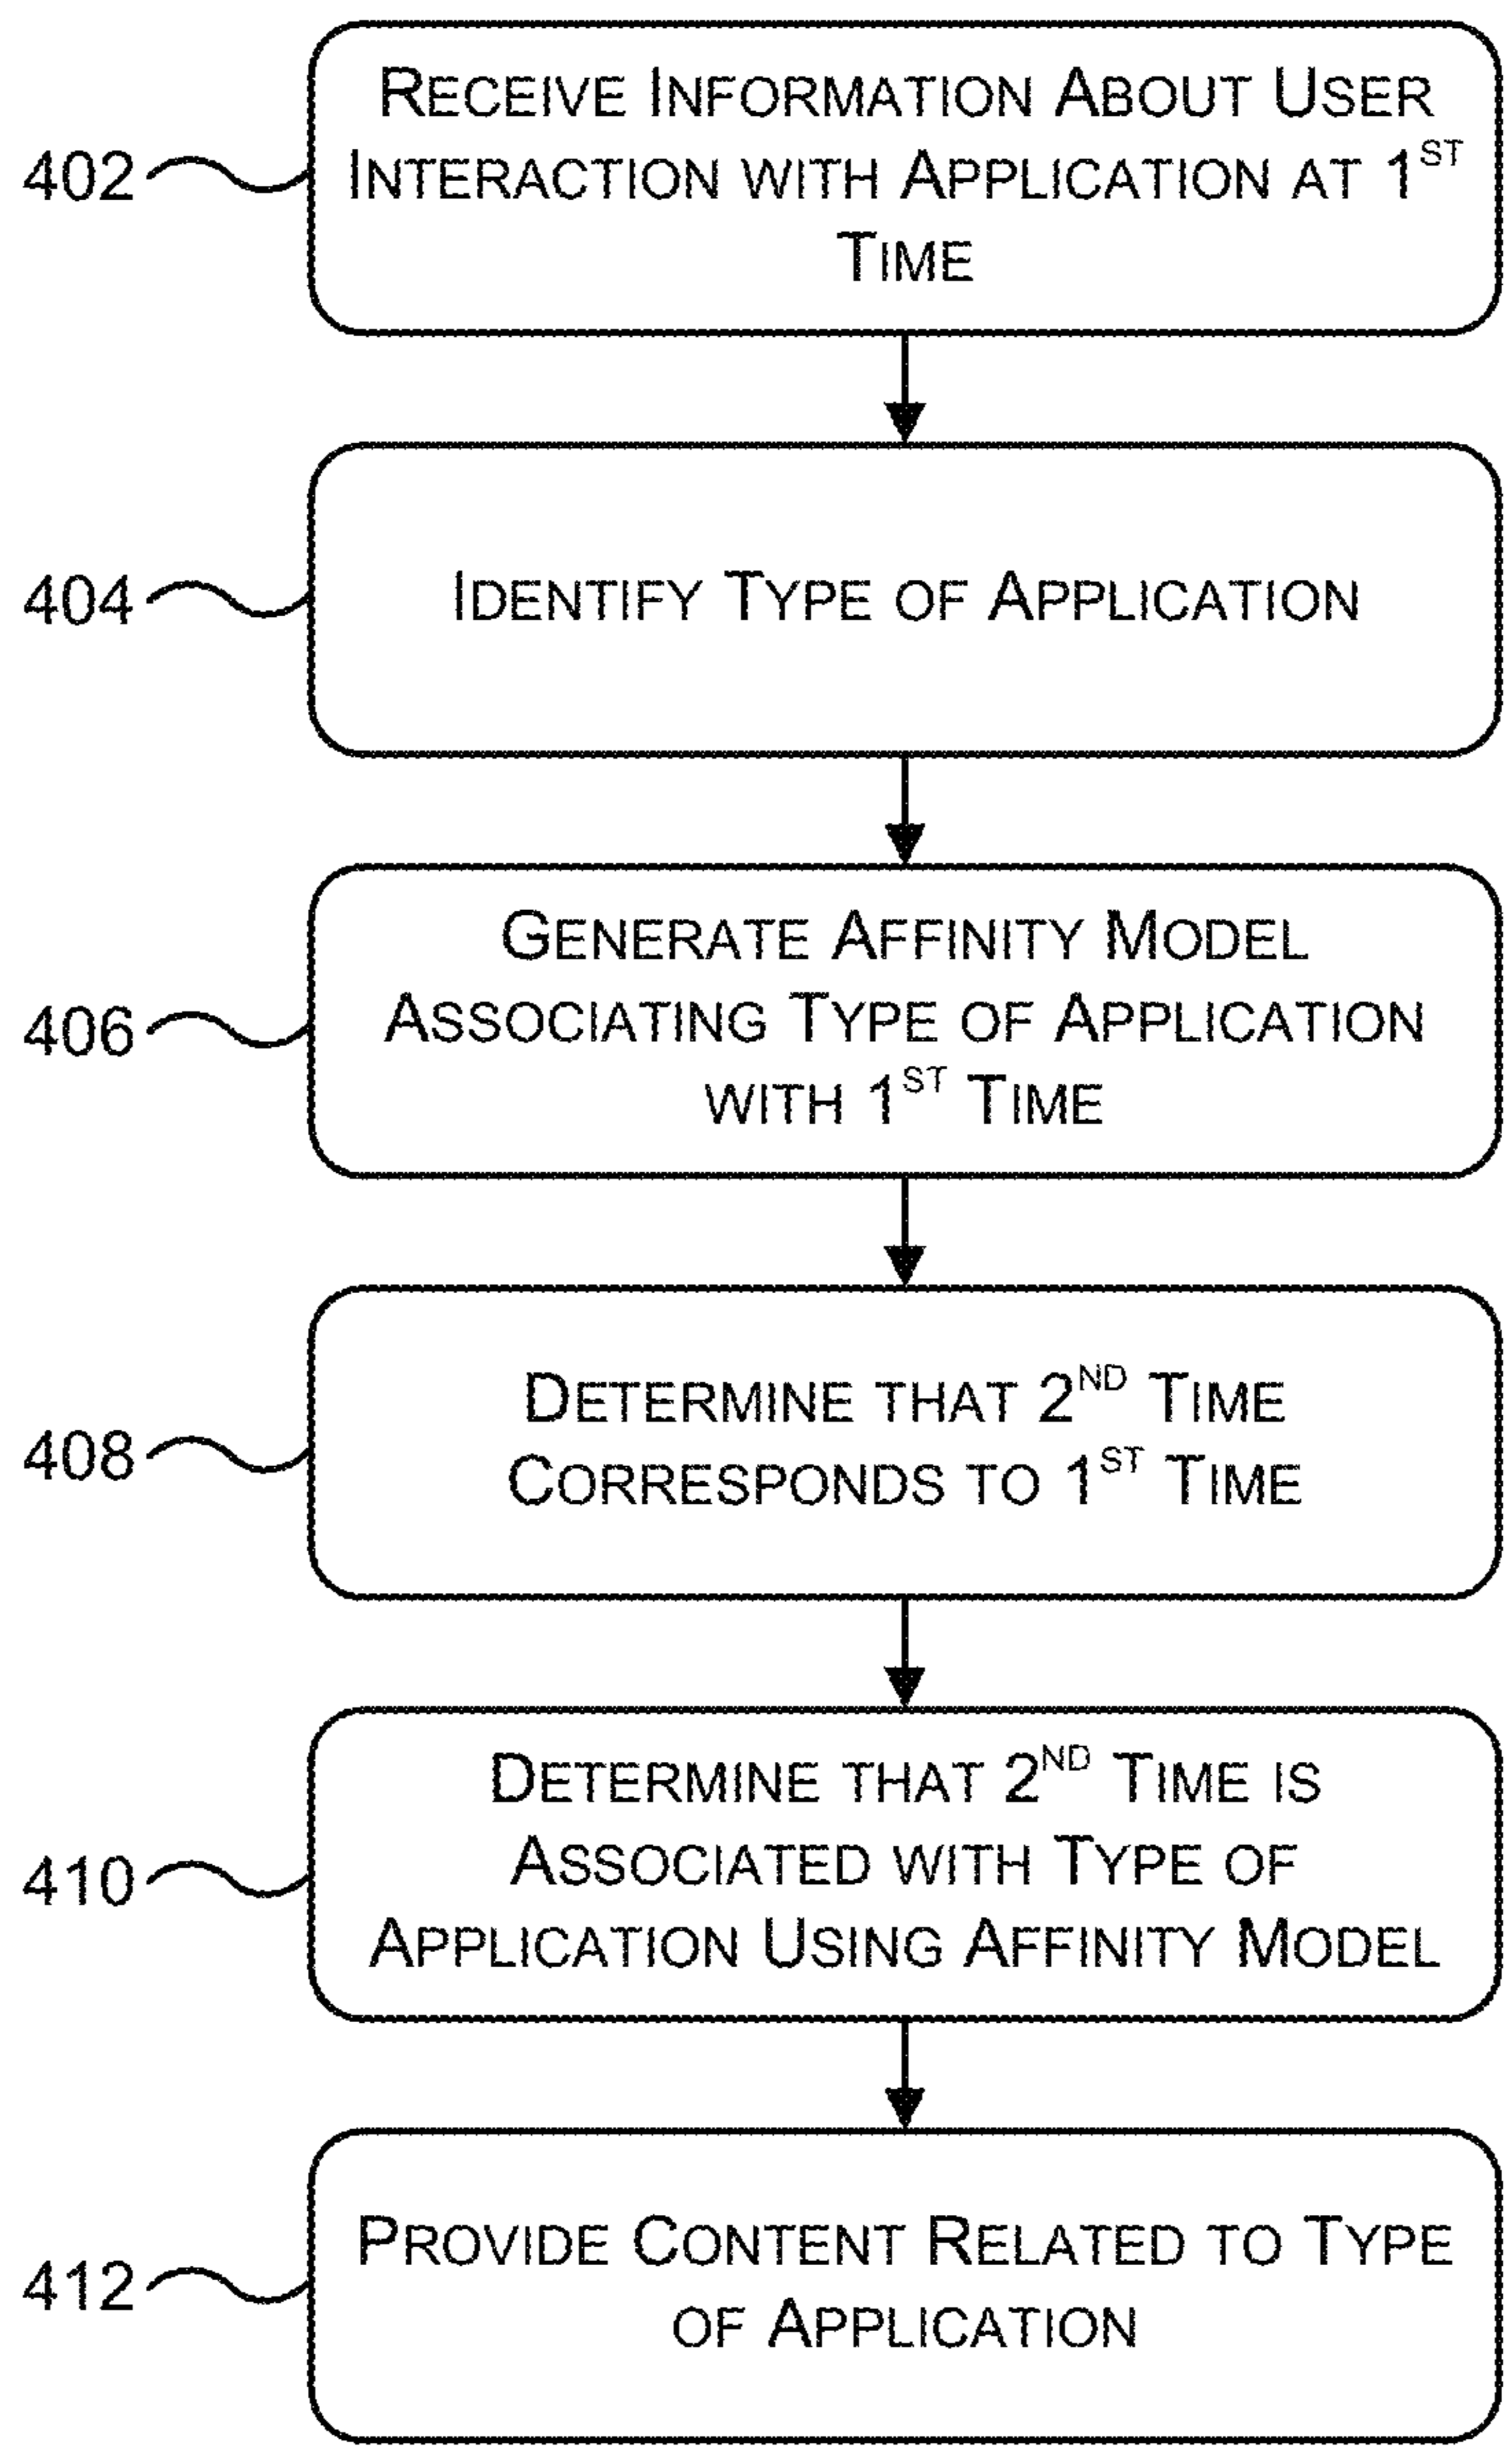 402
RECEIVE INFORMATION ABOUT USER
INTERACTION WITH APPLICATION AT 1ST
TIME
404
IDENTIFY TYPE OF APPLICATION
406
GENERATE AFFINITY MODEL
ASSOCIATING TYPE OF APPLICATION
WITH 1ST TIME
408
DETERMINE THAT 2ND TIME
CORRESPONDS TO 1ST TIME
410
DETERMINE THAT 2ND TIME IS
ASSOCIATED WITH TYPE OF
APPLICATION USING AFFINITY MODEL
412
PROVIDE CONTENT RELATED TO TYPE
OF APPLICATION